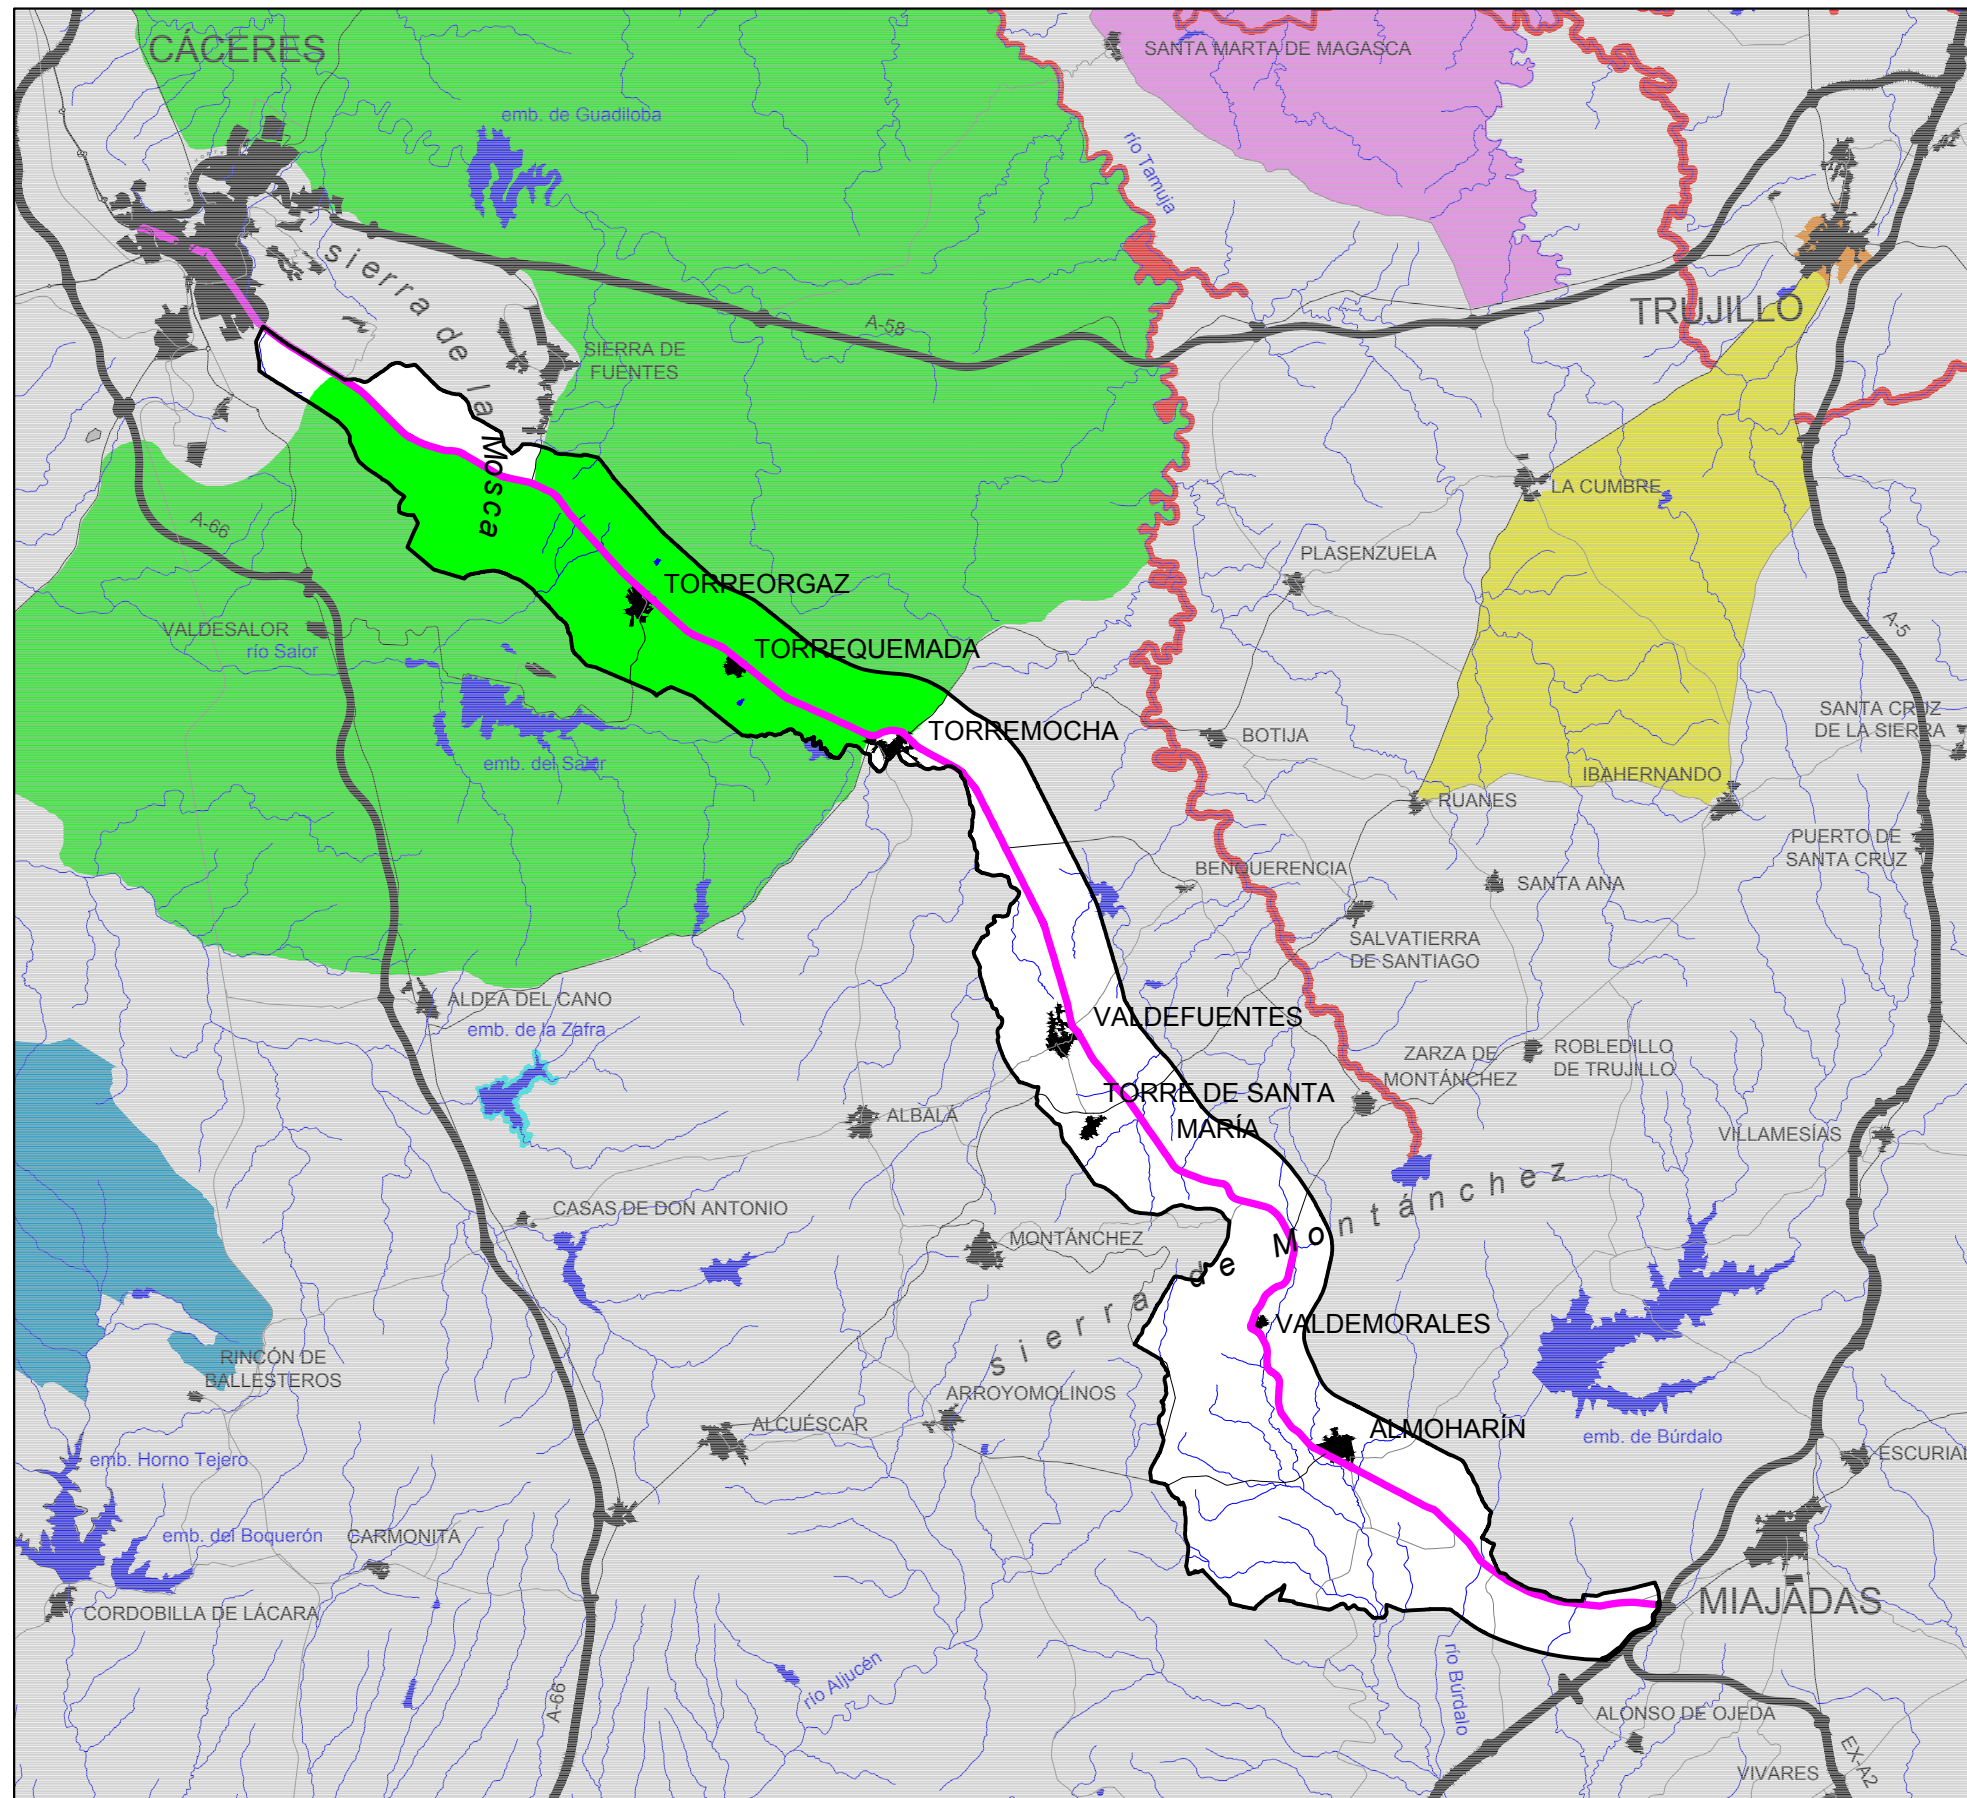 CÁCERES
SANTA MARTA DE MAGASCA
emb. de Guadiloba
río Tamuja
sierra de la Mosca
A-58
TRUJILLO
SIERRA DE
FUENTES
A-66
LA CUMBRE
PLASENZUELA
TORREORGAZ
VALDESALOR
río Salor
TORREQUEMADA
A-5
TORREMOCHA
BOTIJA
SANTA CRUZ
DE LA SIERRA
emb. del Salor
IBAHERNANDO
RUANES
PUERTO DE
SANTA CRUZ
BENQUERENCIA
SANTA ANA
SALVATIERRA
DE SANTIAGO
ALDEA DEL CANO
emb. de la Zafra
VALDEFUENTES
ZARZA DE
MONTÁNCHEZ
ROBLEDILLO
DE TRUJILLO
TORRE DE SANTA
MARÍA
ALBALÁ
VILLAMESÍAS
CASAS DE DON ANTONIO
MONTÁNCHEZ
sierra de Montánchez
VALDEMORALES
RINCÓN DE
BALLESTEROS
ARROYOMOLINOS
ALCUÉSCAR
ALMOHARÍN
emb. de Búrdalo
ESCURIAL
emb. Horno Tejero
emb. del Boquerón
CARMONITA
CORDOBILLA DE LÁCARA
MIAJADAS
río Aljucén
río Búrdalo
A-66
ALONSO DE OJEDA
EX-A2
VIVARES